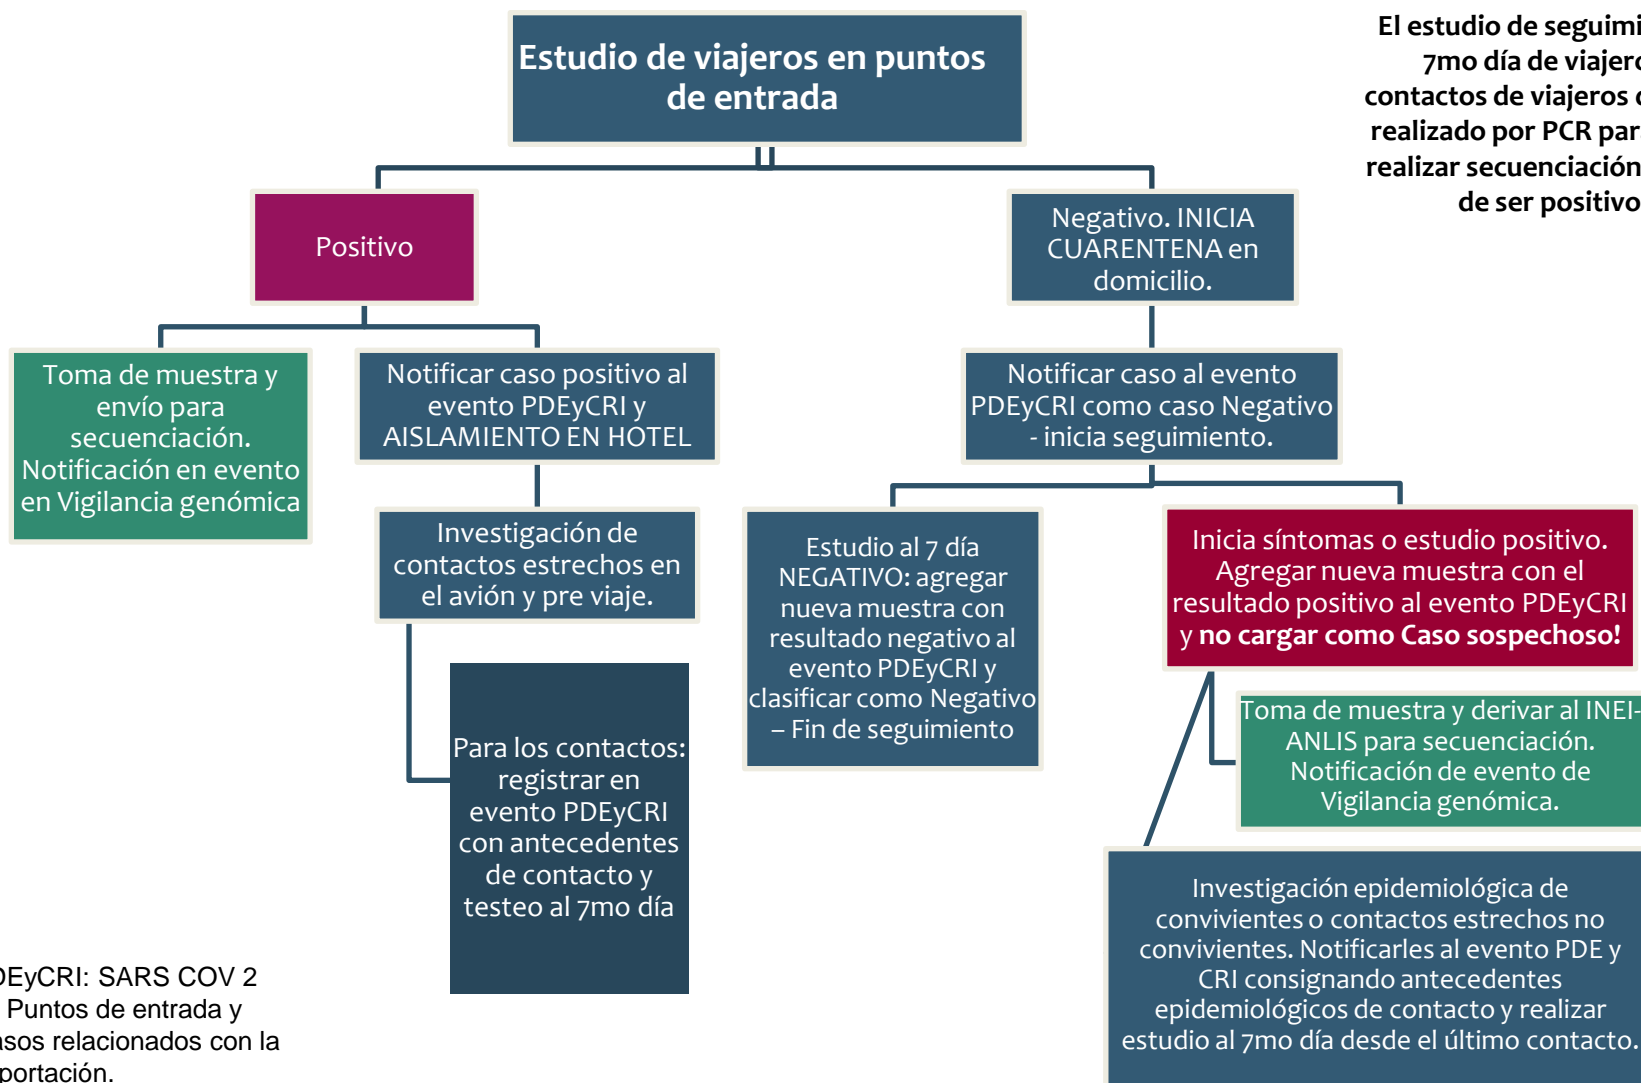 Estudio de viajeros en puntos
de entrada
El estudio de
7mo día de
contactos de viajeros
realizado por PCR
realizar secuenciación
de ser positivo
Positivo
Negativo. INICIA
CUARENTENA en
domicilio.
Toma de muestra y
envío para
secuenciación.
Notificación en evento
en Vigilancia genómica
Notificar caso positivo al
evento PDEyCRI y
AISLAMIENTO EN HOTEL
Notificar caso al evento
PDEyCRI como caso Negativo
- inicia seguimiento.
Investigación de
contactos estrechos en
el avión y pre viaje.
Estudio al 7 día
NEGATIVO: agregar
nueva muestra con
resultado negativo al
evento PDEyCRI y
clasificar como Negativo
– Fin de seguimiento
Inicia síntomas o estudio positivo.
Agregar nueva muestra con el
resultado positivo al evento PDEyCRI
y no cargar como Caso sospechoso!
Para los contactos:
registrar en
evento PDEyCRI
con antecedentes
de contacto y
testeo al 7mo día
Toma de muestra y derivar al INEI-
ANLIS para secuenciación.
Notificación de evento de
Vigilancia genómica.
Investigación epidemiológica de
convivientes o contactos estrechos no
convivientes. Notificarles al evento PDE y
CRI consignando antecedentes
epidemiológicos de contacto y realizar
estudio al 7mo día desde el último contacto.
SARS COV 2
Puntos de entrada y
relacionados con la